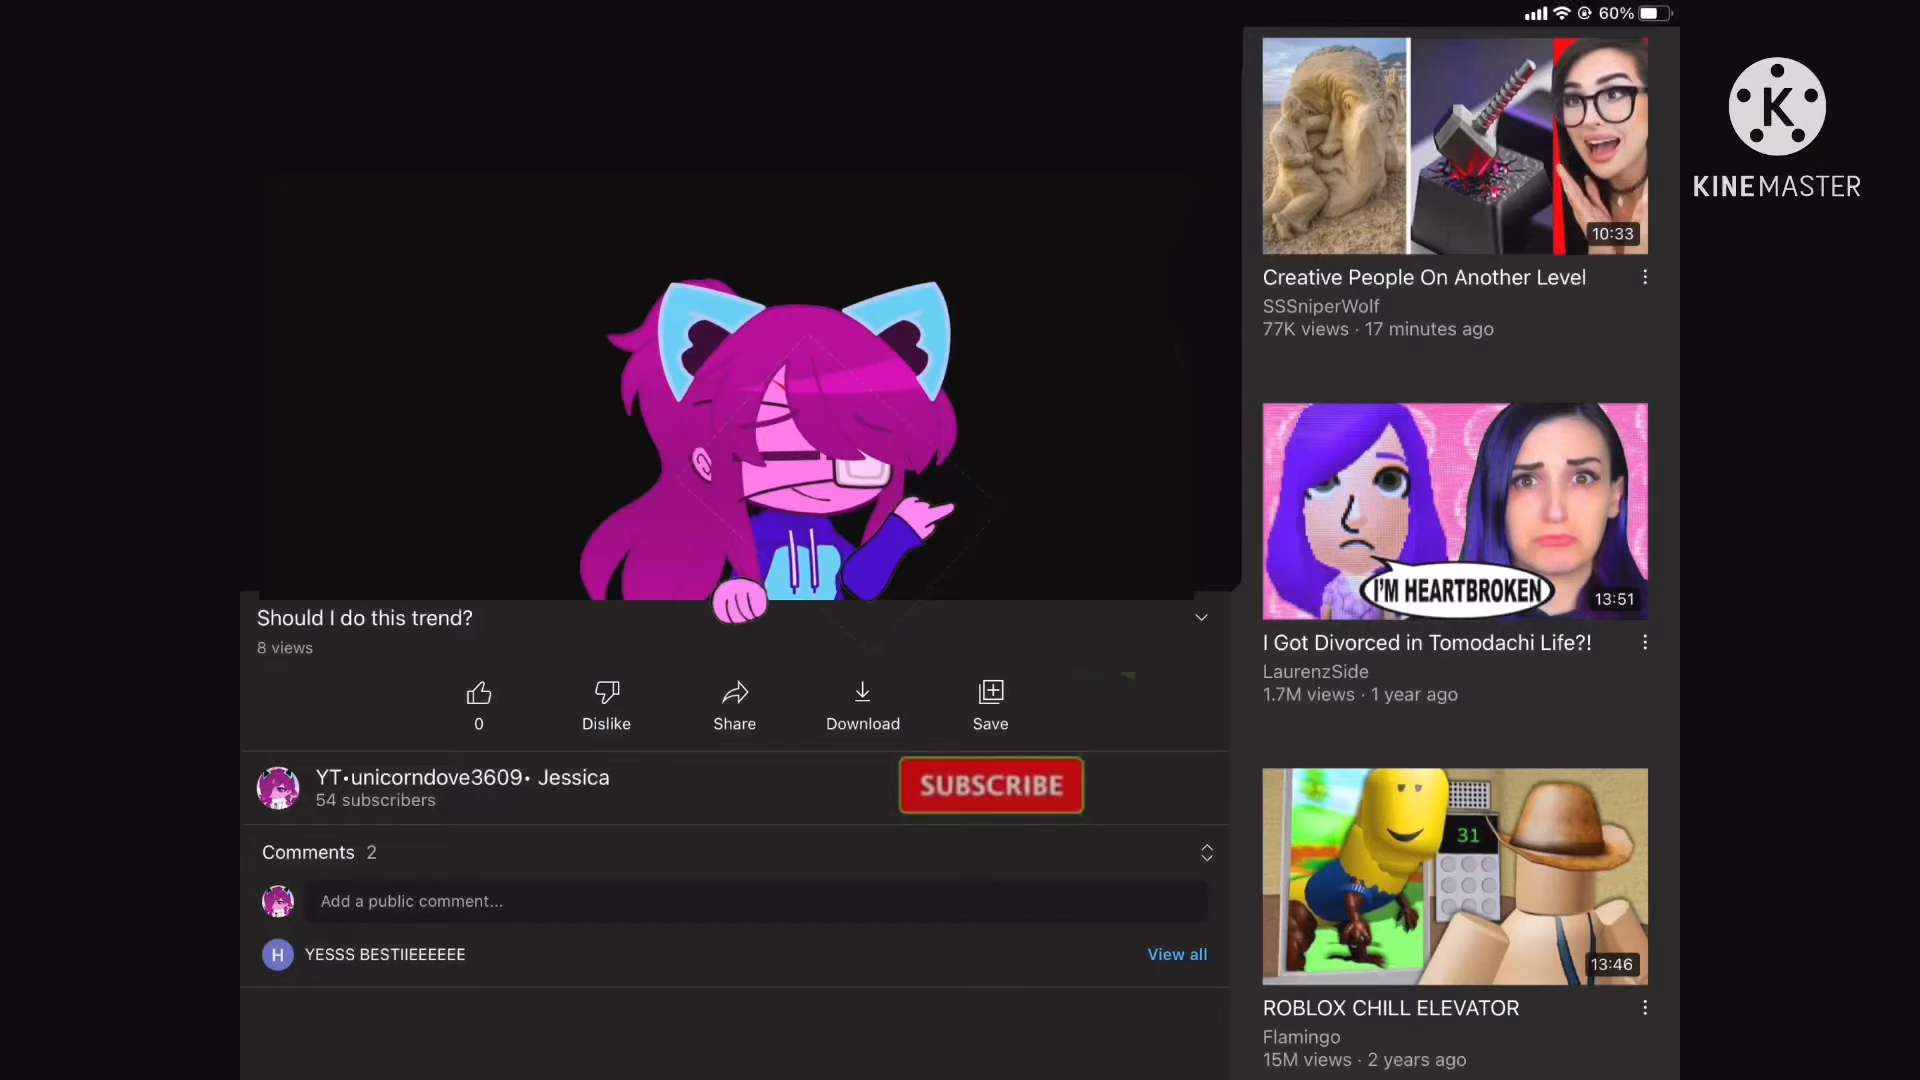 60%
K
KINEMASTER
10:33
Creative People On Another Level
SSSniperWolf
77K views · 17 minutes ago
I'M HEARTBROKEN
13:51
I Got Divorced in Tomodachi Life?!
LaurenzSide
1.7M views · 1 year ago
31
13:46
ROBLOX CHILL ELEVATOR
Flamingo
15M views · 2 years ago
Should I do this trend?
8 views
0
Dislike
Share
Download
Save
YT•unicorndove3609• Jessica
54 subscribers
SUBSCRIBE
Comments 2
Add a public comment...
H YESSS BESTIIEEEEEE
View all